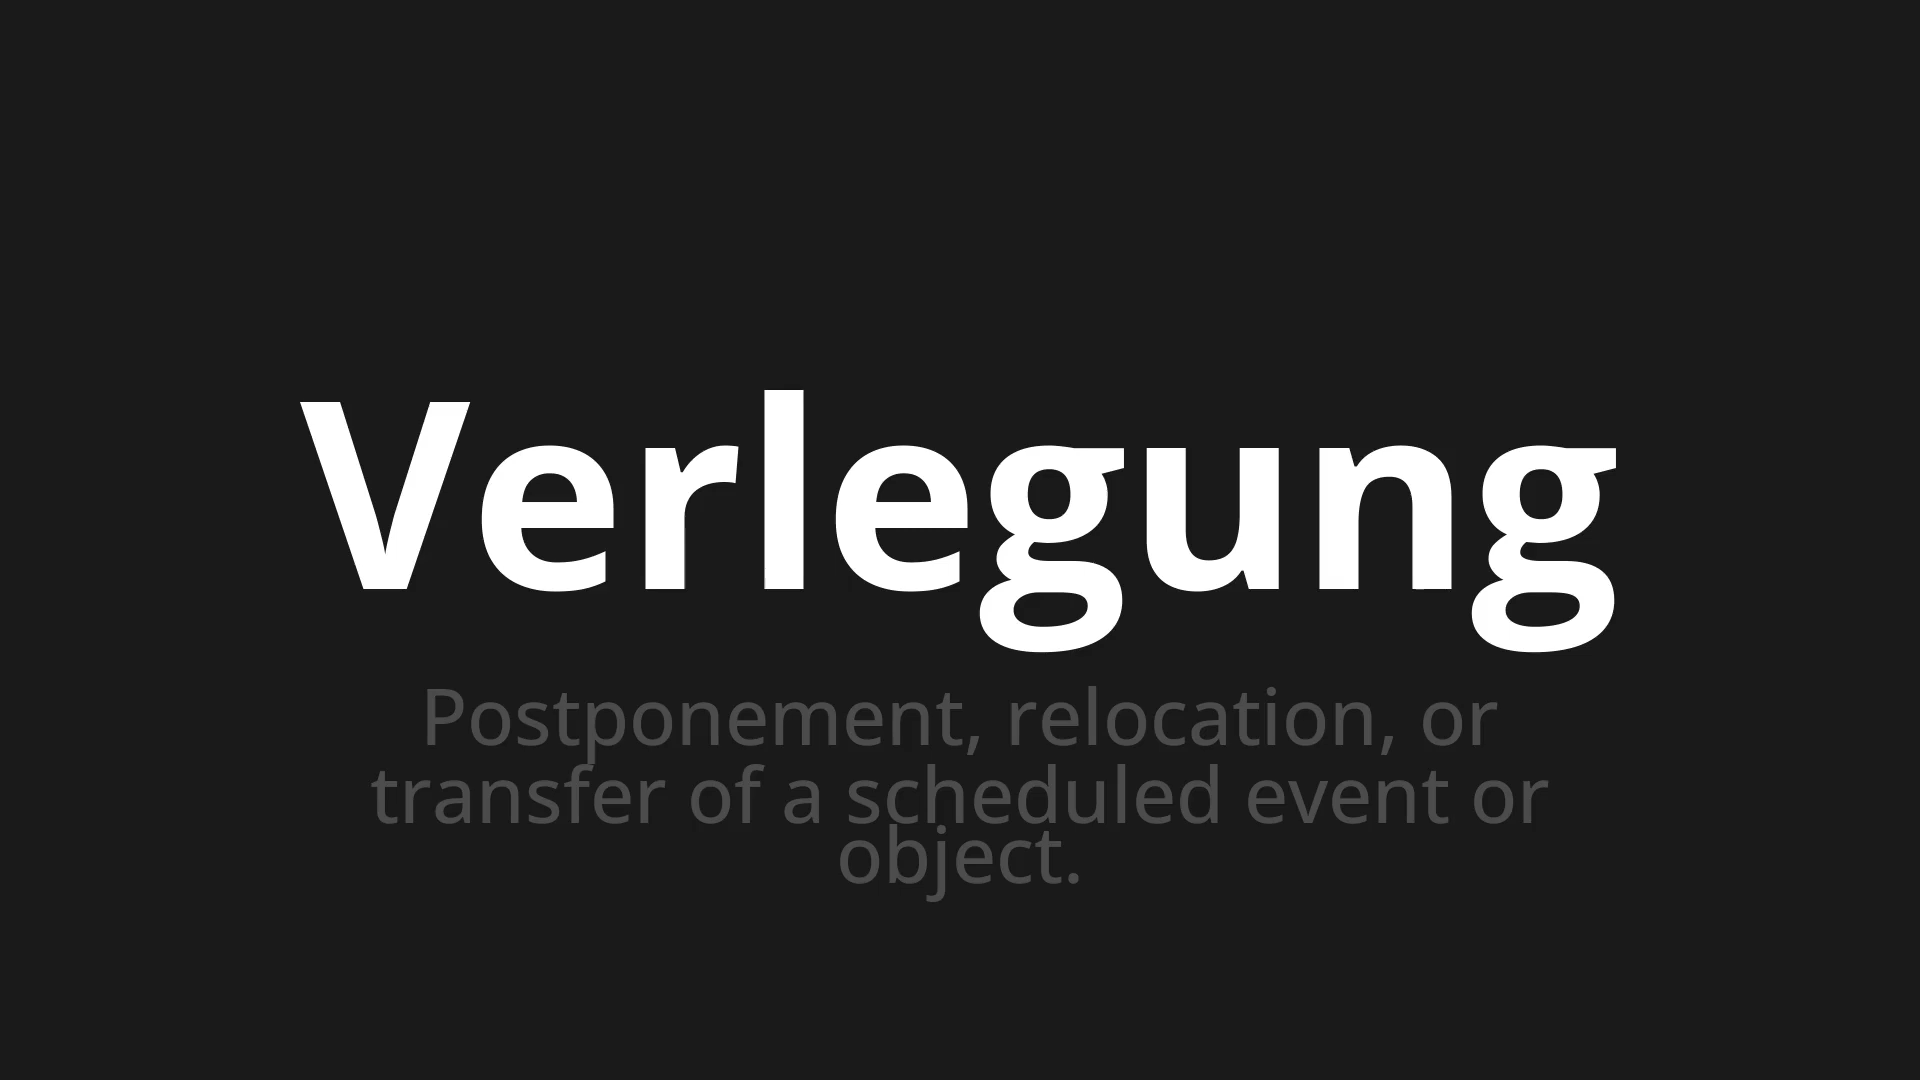 Verlegung
Postponement, relocation, or
transfer of a scheduled event or
object.